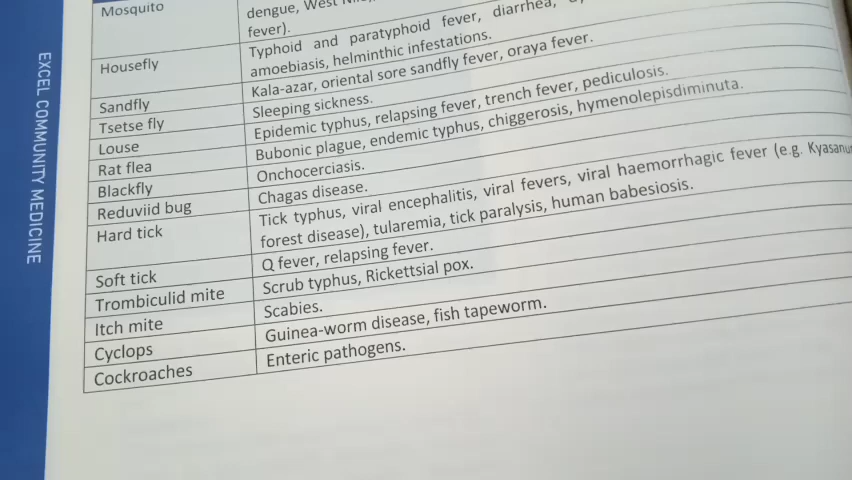 EXCEL COMMUNITY MEDICINE
Mosquito
dengue, West
fever).
Housefly
Typhoid and paratyphoid fever, diarrhea,
amoebiasis, helminthic infestations.
Sandfly
Kala-azar, oriental sore sandfly fever, oraya fever.
Tsetse fly
Sleeping sickness.
Louse
Epidemic typhus, relapsing fever, trench fever, pediculosis.
Rat flea
Bubonic plague, endemic typhus, chiggerosis, hymenolepisdiminuta.
Blackfly
Onchocerciasis.
Reduviid bug
Chagas disease.
Hard tick
Tick typhus, viral encephalitis, viral fevers, viral haemorrhagic fever (e.g. Kyasanur
forest disease), tularemia, tick paralysis, human babesiosis.
Soft tick
Q fever, relapsing fever.
Trombiculid mite
Scrub typhus, Rickettsial pox.
Itch mite
Scabies.
Cyclops
Guinea-worm disease, fish tapeworm.
Cockroaches
Enteric pathogens.